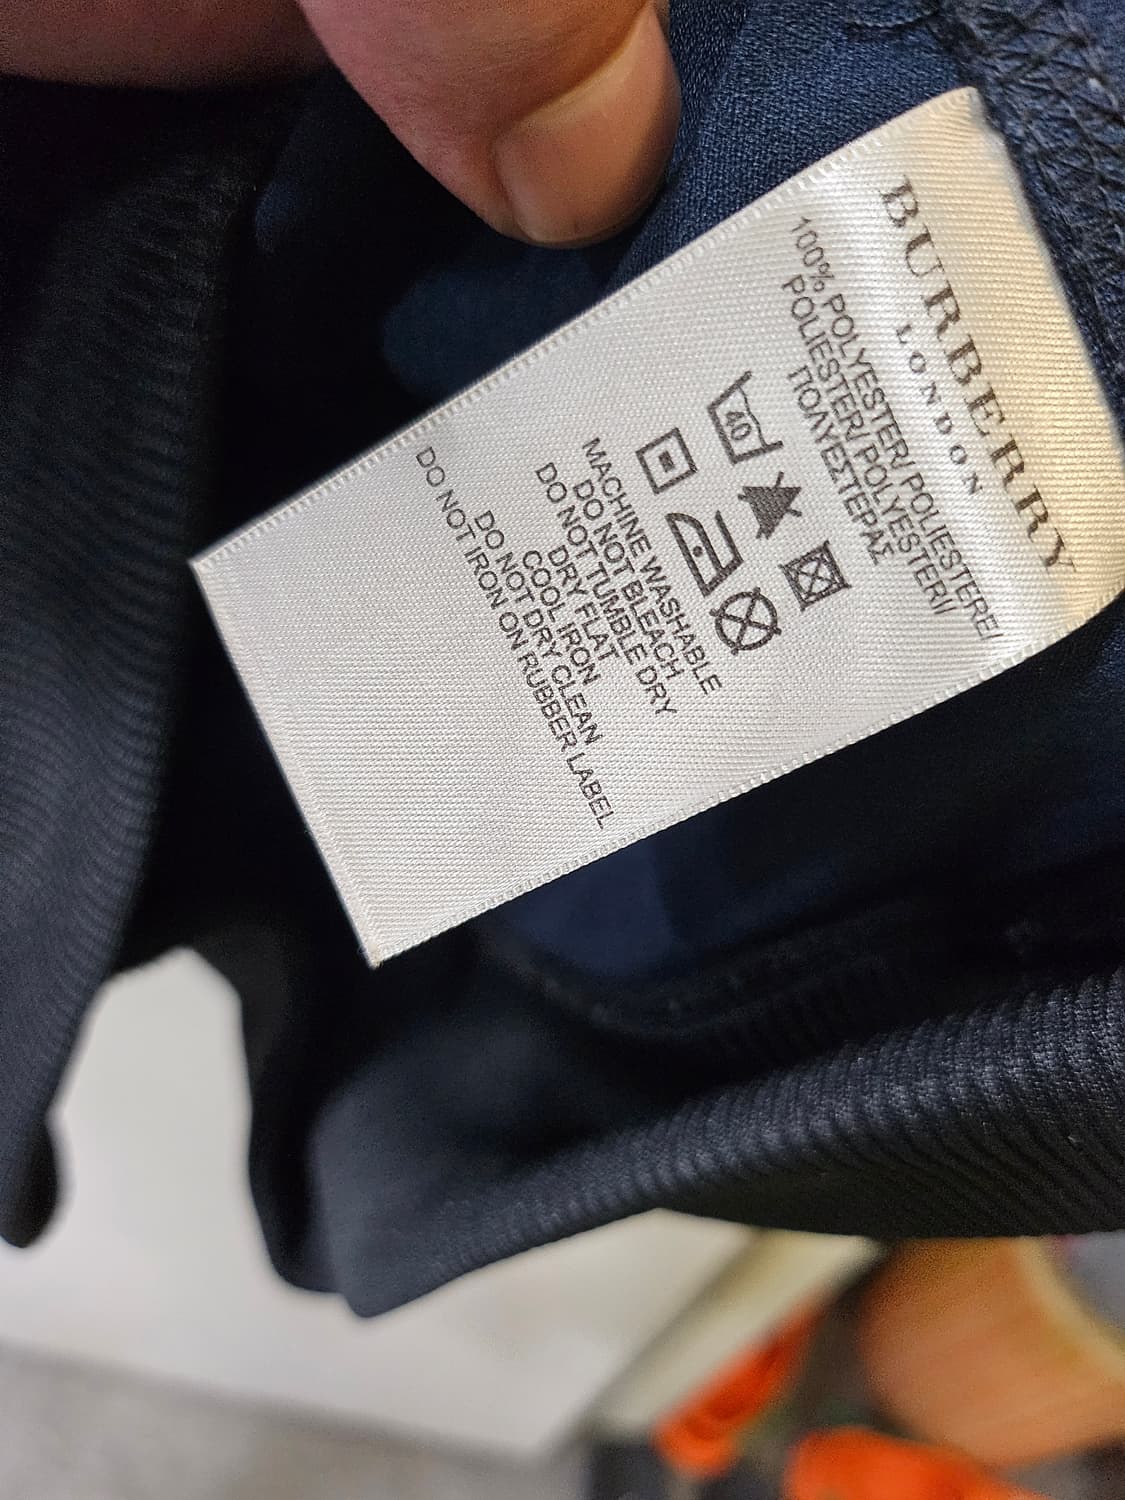 BURBERRY
LONDON
100% POLYESTER/ POLIESTERE/
POLIESTER/ POLYESTER/
ΠΟΛΥΕΣΤΕΡΑΣ
40
MACHINE WASHABLE
DO NOT BLEACH
DO NOT TUMBLE DRY
DRY FLAT
COOL IRON
DO NOT DRY CLEAN
DO NOT IRON ON RUBBER LABEL